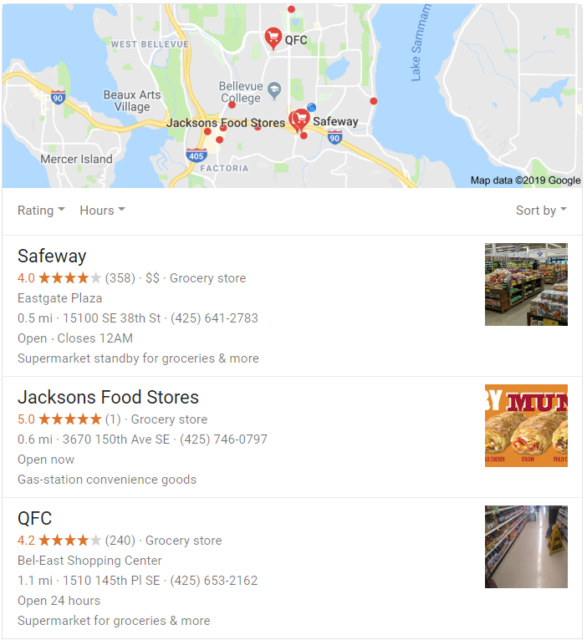 QFC
WEST BELLEVUE
Lake Sammam
Bellevue
College
90
Beaux Arts
Village
Jacksons Food Stores
Safeway
90
405
Mercer Island
FACTORIA
Map data ©2019 Google
Rating Hours Sort by
Safeway
4.0 (358) · $$ · Grocery store
Eastgate Plaza
0.5 mi · 15100 SE 38th St · (425) 641-2783
Open · Closes 12AM
Supermarket standby for groceries & more
Jacksons Food Stores
5.0 (1) · Grocery store
0.6 mi · 3670 150th Ave SE · (425) 746-0797
Open now
Gas-station convenience goods
BY MUN
QFC
4.2 (240) · Grocery store
Bel-East Shopping Center
1.1 mi · 1510 145th Pl SE · (425) 653-2162
Open 24 hours
Supermarket for groceries & more